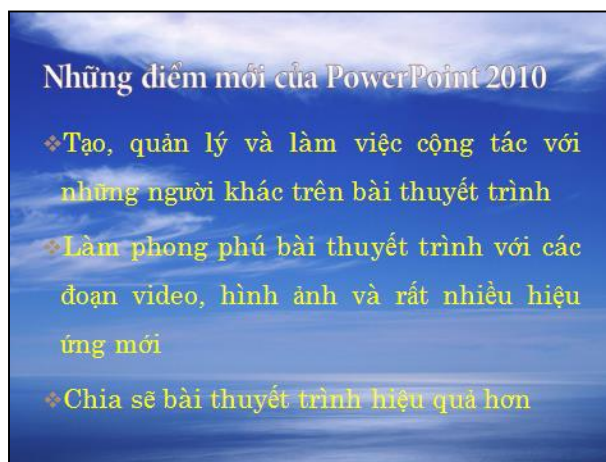 Những điểm mới của PowerPoint 2010
❖Tạo, quản lý và làm việc cộng tác với
những người khác trên bài thuyết trình
❖Làm phong phú bài thuyết trình với các
đoạn video, hình ảnh và rất nhiều hiệu
ứng mới
❖Chia sẽ bài thuyết trình hiệu quả hơn